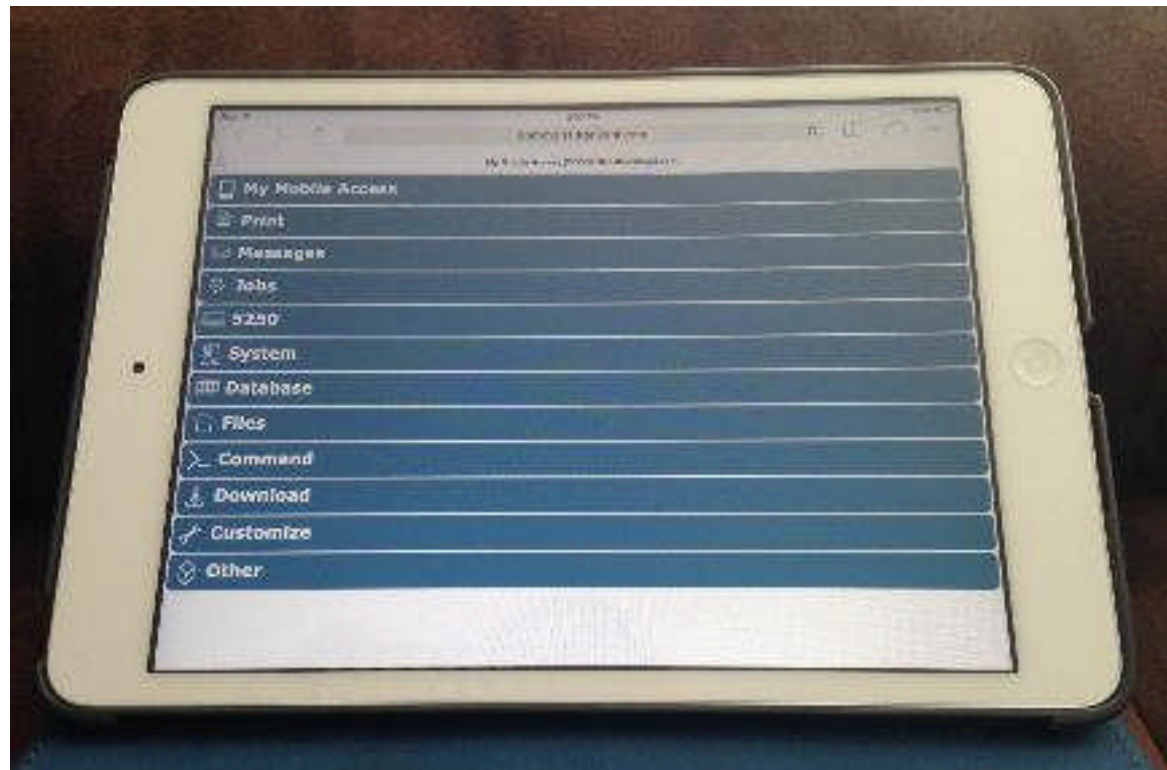 My Mobile Access
Print
Messages
Jobs
5250
System
Database
Files
Command
Download
Customize
Other